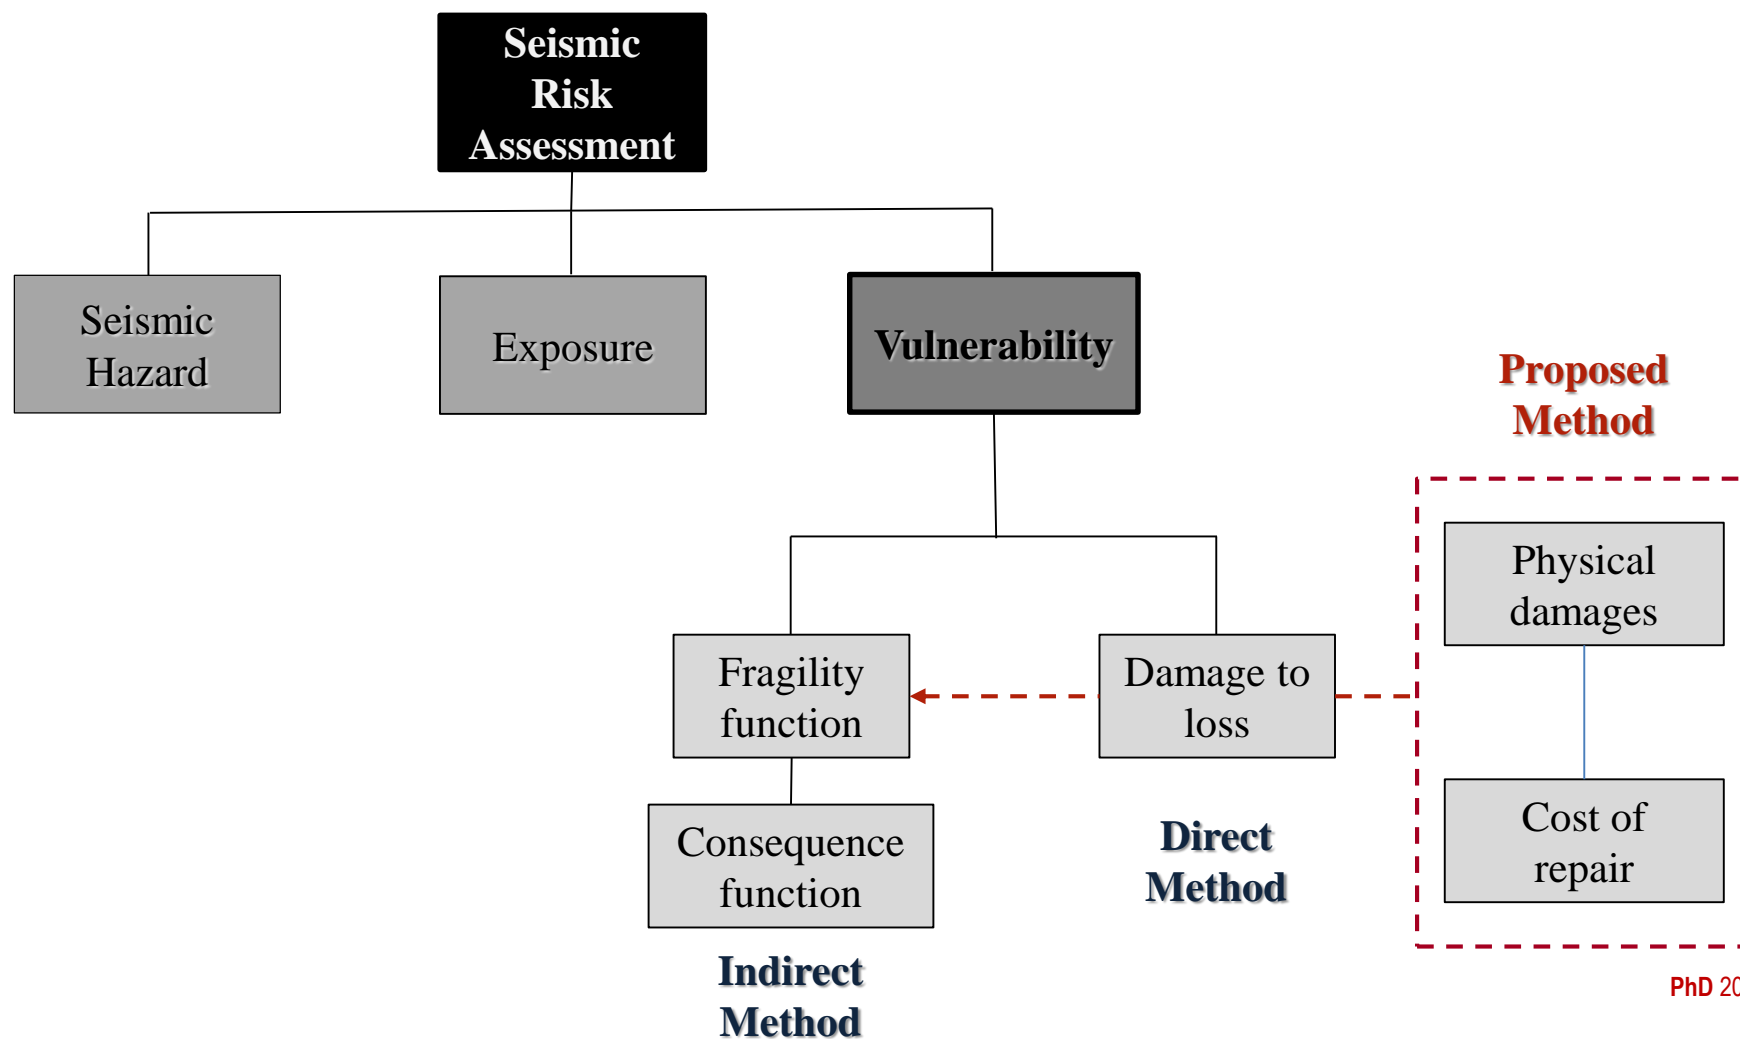 Seismic
Risk
Assessment
Seismic
Hazard
Exposure
Vulnerability
Proposed
Method
Physical
damages
Fragility
function
Damage to
loss
Consequence
function
Direct
Method
Cost of
repair
Indirect
Method
PhD 20